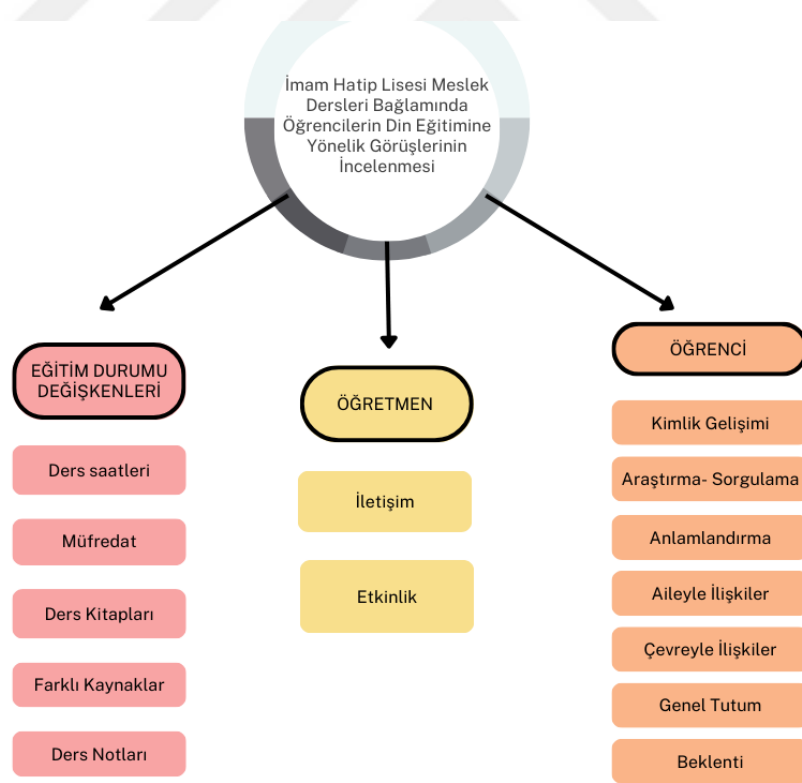 İmam Hatip Lisesi Meslek
Dersleri Bağlamında
Öğrencilerin Din Eğitimine
Yönelik Görüşlerinin
İncelenmesi
EĞİTİM DURUMU
DEĞİŞKENLERİ
Ders saatleri
Müfredat
Ders Kitapları
Farklı Kaynaklar
Ders Notları
ÖĞRETMEN
İletişim
Etkinlik
ÖĞRENCİ
Kimlik Gelişimi
Araştırma- Sorgulama
Anlamlandırma
Aileyle İlişkiler
Çevreyle İlişkiler
Genel Tutum
Beklenti